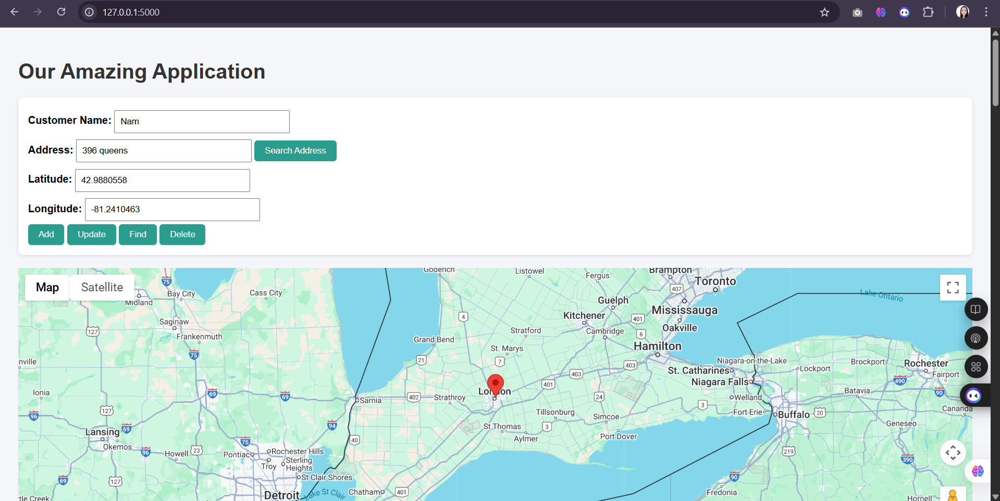 127.0.0.1:5000
Our Amazing Application
Customer Name: Nam
Address: 396 queens Search Address
Latitude: 42.9880558
Longitude: -81.2410463
Add Update Find Delete
Map Satellite
Goderich
Listowel
Fergus
Brampton
Toronto
75
407
Lake Ontario
Midland
Bay City
Cass City
Guelph
Mississauga
4
Kitchener
401
Saginaw
Stratford
Cambridge
6
Oakville
127
Frankenmuth
Grand Bend
St. Marys
Hamilton
75
21
7
403
403
Niagara-on-the-Lake
Brockport
Rochester
nville
St. Catharines
Lockport
Fartport
Niagara Falls
490
401
London
Ionia
69
69
402
Strathroy
24
Welland
Batavia
90
Sarnia
3
Fort Erie
Buffalo
20
Cananda
127
96
Tillsonburg
Simcoe
Geneseo
Lansing
69
94
St Thomas
3
Port Dover
Okemos
75
40
Aylmer
96
Howell
23
Pontiac
Rochester Hills
219
390
Troy
Sterling
Heights
69
127
St Clair Shores
90
Detroit
Lake St Clair
Chatham
401
Fredonia
tle Creek
Hornell